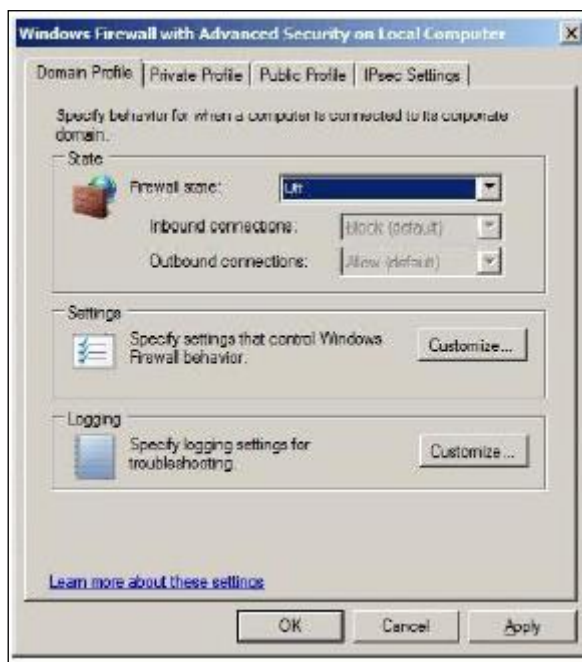 Windows Firewall with Advanced Security on Local Computer
Domain Profile Private Profile Public Profile IPsec Settings
Specify behavior for when a computer is connected to its corporate
domain.
State
Firewall state: Off
Inbound connections: Block (default)
Outbound connections: Allow (default)
Settings
Specify settings that control Windows
Firewall behavior.
Customize...
Logging
Specify logging settings for
troubleshooting.
Customize...
Learn more about these settings
OK Cancel Apply